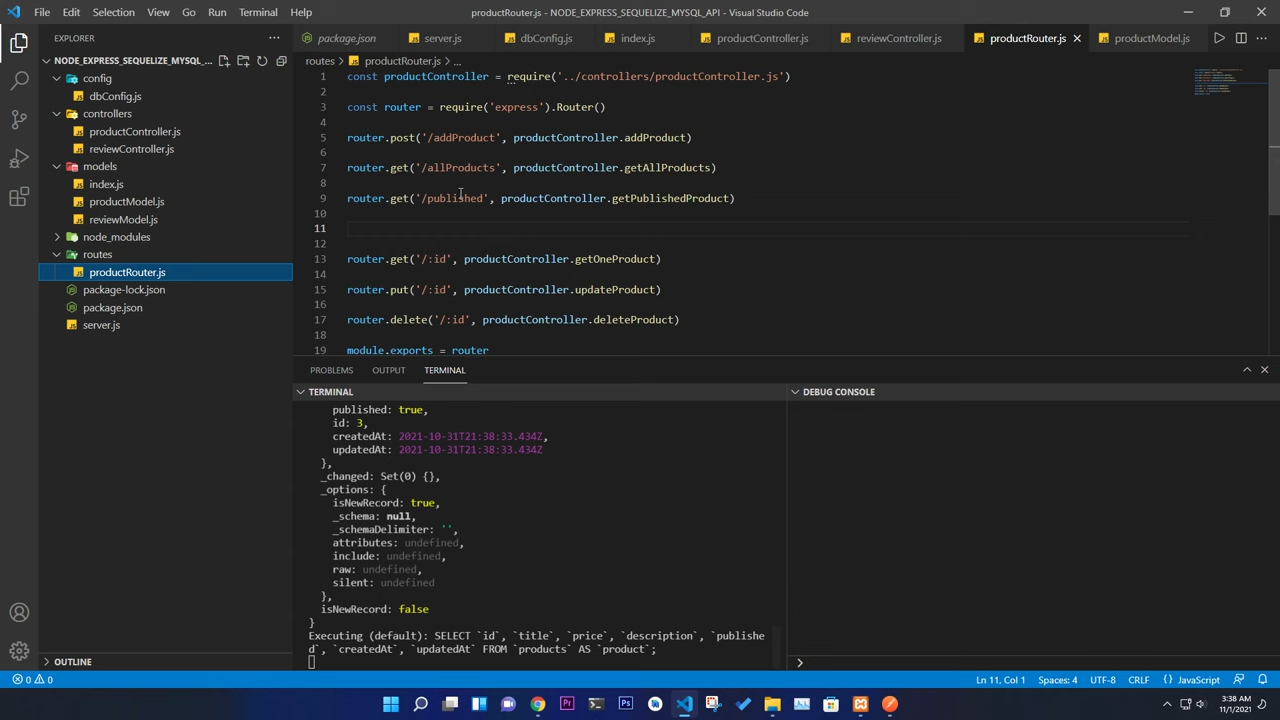 File Edit Selection View Go Run Terminal Help
productRouter.js - NODE_EXPRESS_SEQUELIZE_MYSQL_API - Visual Studio Code
EXPLORER
NODE_EXPRESS_SEQUELIZE_MYSQL_...
config
dbConfig.js
controllers
productController.js
reviewController.js
models
index.js
productModel.js
reviewModel.js
node_modules
routes
productRouter.js
package-lock.json
package.json
server.js
OUTLINE
package.json server.js dbConfig.js index.js productController.js reviewController.js productRouter.js productModel.js
routes > productRouter.js > ...
1 const productController = require('../controllers/productController.js')
2
3 const router = require('express').Router()
4
5 router.post('/addProduct', productController.addProduct)
6
7 router.get('/allProducts', productController.getAllProducts)
8
9 router.get('/published', productController.getPublishedProduct)
10
11
12
13 router.get('/:id', productController.getOneProduct)
14
15 router.put('/:id', productController.updateProduct)
16
17 router.delete('/:id', productController.deleteProduct)
18
19 module.exports = router
PROBLEMS OUTPUT TERMINAL
TERMINAL
published: true,
id: 3,
createdAt: 2021-10-31T21:38:33.434Z,
updatedAt: 2021-10-31T21:38:33.434Z
},
_changed: Set(0) {},
_options: {
isNewRecord: true,
_schema: null,
_schemaDelimiter: '',
attributes: undefined,
include: undefined,
raw: undefined,
silent: undefined
},
isNewRecord: false
}
Executing (default): SELECT `id`, `title`, `price`, `description`, `publishe
d`, `createdAt`, `updatedAt` FROM `products` AS `product`;
DEBUG CONSOLE
0 0
Ln 11, Col 1 Spaces: 4 UTF-8 CRLF {} JavaScript
3:38 AM
11/1/2021